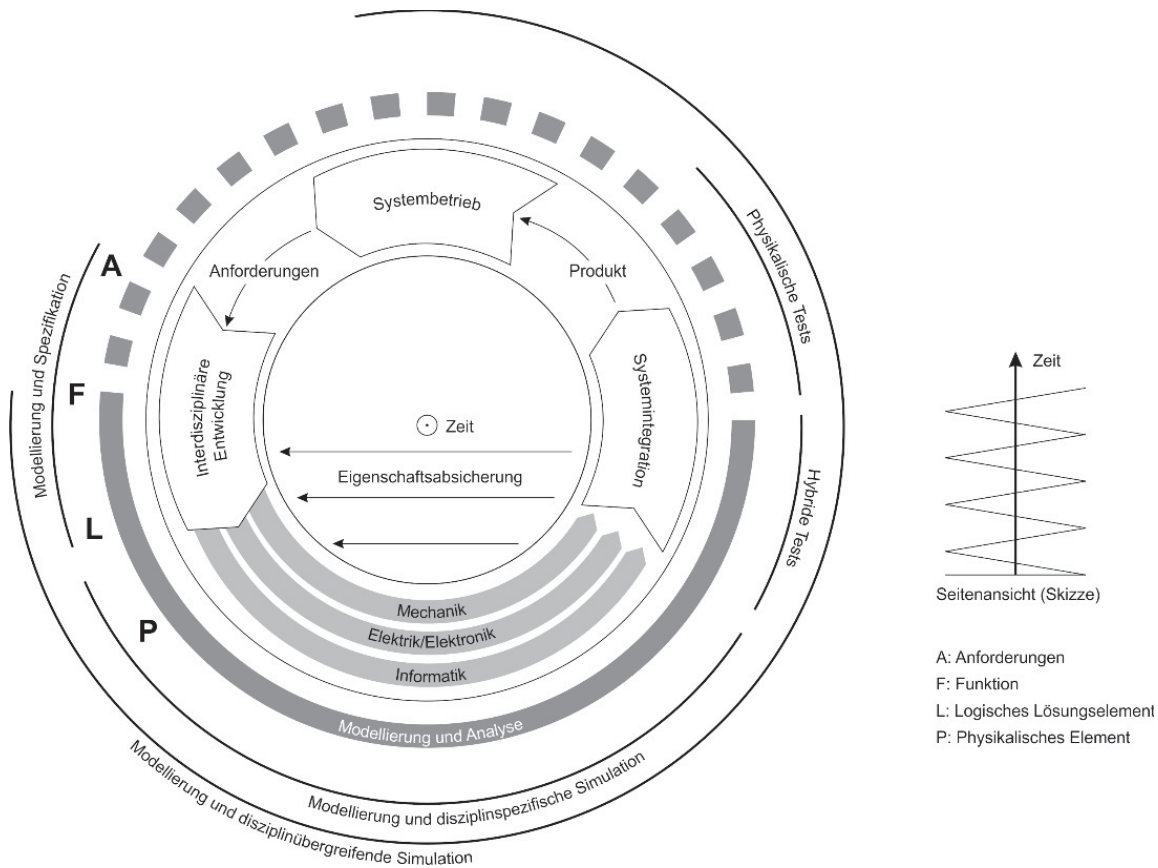 Systembetrieb
Anforderungen
Produkt
Interdisziplinäre
Entwicklung
Systemintegration
Zeit
Eigenschaftsabsicherung
Mechanik
Elektrik/Elektronik
Informatik
Modellierung und Analyse
A
F
L
P
Modellierung und Spezifikation
Physikalische Tests
Hybride Tests
Modellierung und disziplinspezifische Simulation
Modellierung und disziplinübergreifende Simulation
Zeit
Seitenansicht (Skizze)
A: Anforderungen
F: Funktion
L: Logisches Lösungselement
P: Physikalisches Element